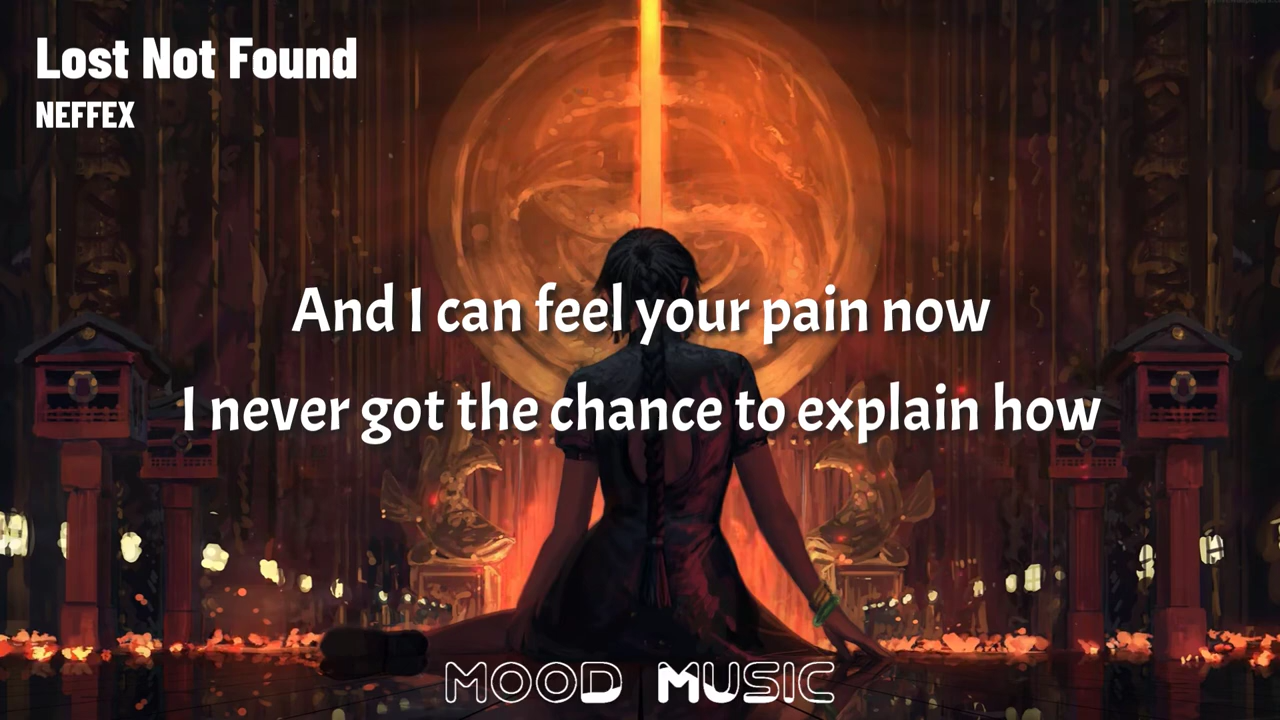 Lost Not Found
NEFFEX
And I can feel your pain now
I never got the chance to explain how
MOOD MUSIC